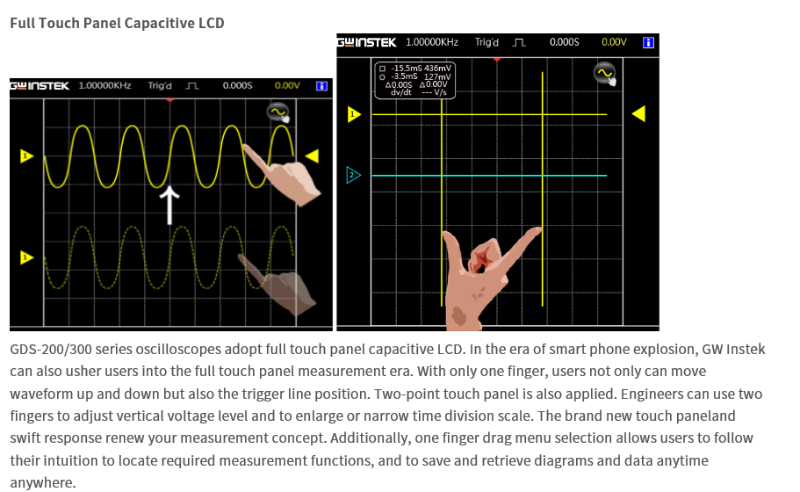 Full Touch Panel Capacitive LCD
GWINSTEK 1.00000KHz Trig'd 0.000S 0.00V i
1
1
GWINSTEK 1.00000KHz Trig'd 0.000S 0.00V i
-15.5mS 436mV
-3.5mS 127mV
Δ0.00S Δ0.00V
dv/dt --- V/s
1
2
GDS-200/300 series oscilloscopes adopt full touch panel capacitive LCD. In the era of smart phone explosion, GW Instek
can also usher users into the full touch panel measurement era. With only one finger, users not only can move
waveform up and down but also the trigger line position. Two-point touch panel is also applied. Engineers can use two
fingers to adjust vertical voltage level and to enlarge or narrow time division scale. The brand new touch paneland
swift response renew your measurement concept. Additionally, one finger drag menu selection allows users to follow
their intuition to locate required measurement functions, and to save and retrieve diagrams and data anytime
anywhere.